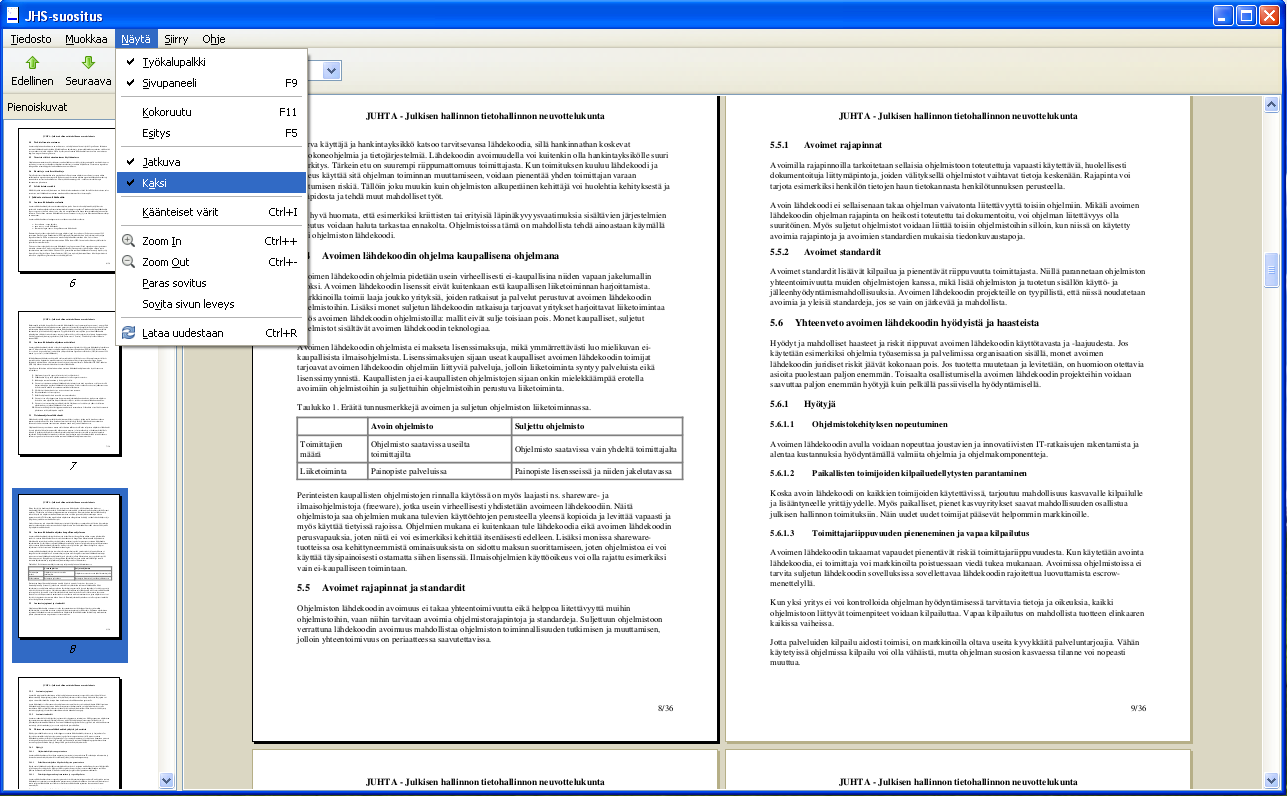 JHS-suositus
Tiedosto Muokkaa Näytä Siirry Ohje
Edellinen Seuraava
Pienoiskuvat
Työkalupalkki
Sivupaneeli F9
Kokoruutu F11
Esitys F5
Jatkuva
Kaksi
Käänteiset värit Ctrl+I
Zoom In Ctrl++
Zoom Out Ctrl+-
Paras sovitus
Sovita sivun leveys
Lataa uudestaan Ctrl+R
6
7
8
JUHTA - Julkisen hallinnon tietohallinnon neuvottelukunta
käyttäjä ja hankintayksikkö katsoo tarvitsevansa lähdekoodia, sillä hankinnathan koskevat
ja tietojärjestelmiä. Lähdekoodin avoimuudella voi kuitenkin olla hankintayksikölle suuri
Tärkein etu on suurempi riippumattomuus toimittajasta. Kun toimituksen kuuluu lähdekoodi ja
käyttää sitä ohjelman toiminnan muuttamiseen, voidaan pienentää yhden toimittajan varaan
riskiä. Tällöin joku muukin kuin ohjelman alkuperäinen kehittäjä voi huolehtia kehityksestä ja
ja tehdä muut mahdolliset työt.
hyvä huomata, että esimerkiksi kriittisten tai erityisiä läpinäkyvyysvaatimuksia sisältävien järjestelmien
voidaan haluta tarkastaa ennakolta. Ohjelmistoissa tämä on mahdollista tehdä ainoastaan käymällä
ohjelmiston lähdekoodi.
Avoimen lähdekoodin ohjelma kaupallisena ohjelmana
lähdekoodin ohjelmia pidetään usein virheellisesti ei-kaupallisina niiden vapaan jakelumallin
Avoimen lähdekoodin lisenssit eivät kuitenkaan estä kaupallisen liiketoiminnan harjoittamista.
toimii laaja joukko yrityksiä, joiden ratkaisut ja palvelut perustuvat avoimen lähdekoodin
Lisäksi monet suljetun lähdekoodin ratkaisuja tarjoavat yritykset harjoittavat liiketoimintaa
avoimen lähdekoodin ohjelmistoilla: mallit eivät sulje toisiaan pois. Monet kaupalliset, suljetut
sisältävät avoimen lähdekoodin teknologiaa.
Avoimen lähdekoodin ohjelmista ei makseta lisenssimaksuja, mikä ymmärrettävästi luo mielikuvan ei-
kaupallisista ilmaisohjelmista. Lisenssimaksujen sijaan useat kaupalliset avoimen lähdekoodin toimijat
tarjoavat avoimen lähdekoodin ohjelmiin liittyviä palveluja, jolloin liiketoiminta syntyy palveluista eikä
lisenssimyynnistä. Kaupallisten ja ei-kaupallisten ohjelmistojen sijaan onkin mielekkäämpää erotella
avoimiin ohjelmistoihin ja suljettuihin ohjelmistoihin perustuva liiketoiminta.
Taulukko 1. Eräitä tunnusmerkkejä avoimen ja suljetun ohjelmiston liiketoiminnassa.
Avoin ohjelmisto Suljettu ohjelmisto
Toimittajien määrä Ohjelmisto saatavissa useilta toimittajilta Ohjelmisto saatavissa vain yhdeltä toimittajalta
Liiketoiminta Painopiste palveluissa Painopiste lisensseissä ja niiden jakelutavassa
Perinteisten kaupallisten ohjelmistojen rinnalla käytössä on myös laajasti ns. shareware- ja
ilmaisohjelmistoja (freeware), jotka usein virheellisesti yhdistetään avoimeen lähdekoodiin. Näitä
ohjelmistoja saa ohjelmien mukana tulevien käyttöehtojen perusteella yleensä kopioida ja levittää vapaasti ja
myös käyttää tietyissä rajoissa. Ohjelmien mukana ei kuitenkaan tule lähdekoodia eikä avoimen lähdekoodin
perusvapauksia, joten niitä ei voi esimerkiksi kehittää itsenäisesti edelleen. Lisäksi monissa shareware-
tuotteissa osa kehittyneemmistä ominaisuuksista on sidottu maksun suorittamiseen, joten ohjelmistoa ei voi
käyttää täysipainoisesti ostamatta siihen lisenssiä. Ilmaisohjelmien käyttöoikeus voi olla rajattu esimerkiksi
vain ei-kaupalliseen toimintaan.
5.5 Avoimet rajapinnat ja standardit
Ohjelmiston lähdekoodin avoimuus ei takaa yhteentoimivuutta eikä helppoa liitettävyyttä muihin
ohjelmistoihin, vaan niihin tarvitaan avoimia ohjelmistorajapintoja ja standardeja. Suljettuun ohjelmistoon
verrattuna lähdekoodin avoimuus mahdollistaa ohjelmiston toiminnallisuuden tutkimisen ja muuttamisen,
jolloin yhteentoimivuus on periaatteessa saavutettavissa.
8/36
JUHTA - Julkisen hallinnon tietohallinnon neuvottelukunta
5.5.1 Avoimet rajapinnat
Avoimilla rajapinnoilla tarkoitetaan sellaisia ohjelmistoon toteutettuja vapaasti käytettäviä, huolellisesti
dokumentoituja liittymäpintoja, joiden välityksellä ohjelmistot vaihtavat tietoja keskenään. Rajapinta voi
tarjota esimerkiksi henkilön tietojen haun tietokannasta henkilötunnuksen perusteella.
Avoin lähdekoodi ei sellaisenaan takaa ohjelman vaivatonta liitettävyyttä toisiin ohjelmiin. Mikäli avoimen
lähdekoodin ohjelman rajapinta on heikosti toteutettu tai dokumentoitu, voi ohjelman liitettävyys olla
suuritöinen. Myös suljetut ohjelmistot voidaan liittää toisiin ohjelmistoihin silloin, kun niissä on käytetty
avoimia rajapintoja ja avoimien standardien mukaisia tiedonkuvaustapoja.
5.5.2 Avoimet standardit
Avoimet standardit lisäävät kilpailua ja pienentävät riippuvuutta toimittajasta. Niillä parannetaan ohjelmiston
yhteentoimivuutta muiden ohjelmistojen kanssa, mikä lisää ohjelmiston ja tuotetun sisällön käyttö- ja
jälleenhyödyntämismahdollisuuksia. Avoimen lähdekoodin projekteille on tyypillistä, että niissä noudatetaan
avoimia ja yleisiä standardeja, jos se vain on järkevää ja mahdollista.
5.6 Yhteenveto avoimen lähdekoodin hyödyistä ja haasteista
Hyödyt ja mahdolliset haasteet ja riskit riippuvat avoimen lähdekoodin käyttötavasta ja -laajuudesta. Jos
käytetään esimerkiksi ohjelmia työasemissa ja palvelimissa organisaation sisällä, monet avoimen
lähdekoodin juridiset riskit jäävät kokonaan pois. Jos tuotetta muutetaan ja levitetään, on huomioon otettavia
asioita puolestaan paljon enemmän. Toisaalta osallistumisella avoimen lähdekoodin projekteihin voidaan
saavuttaa paljon enemmän hyötyjä kuin pelkällä passiivisella hyödyntämisellä.
5.6.1 Hyötyjä
5.6.1.1 Ohjelmistokehityksen nopeutuminen
Avoimen lähdekoodin avulla voidaan nopeuttaa joustavien ja innovatiivisten IT-ratkaisujen rakentamista ja
alentaa kustannuksia hyödyntämällä valmiita ohjelmia ja ohjelmakomponentteja.
5.6.1.2 Paikallisten toimijoiden kilpailuedellytysten parantaminen
Koska avoin lähdekoodi on kaikkien toimijoiden käytettävissä, tarjoutuu mahdollisuus kasvavalle kilpailulle
ja lisääntyneelle yrittäjyydelle. Myös paikalliset, pienet kasvuyritykset saavat mahdollisuuden osallistua
julkisen hallinnon toimituksiin. Näin uudet uudet toimijat pääsevät helpommin markkinoille.
5.6.1.3 Toimittajariippuvuuden pieneneminen ja vapaa kilpailutus
Avoimen lähdekoodin takaamat vapaudet pienentävät riskiä toimittajariippuvuudesta. Kun käytetään avointa
lähdekoodia, ei toimittaja voi markkinoilta poistuessaan viedä tukea mukanaan. Avoimissa ohjelmistoissa ei
tarvita suljetun lähdekoodin sovelluksissa sovellettavaa lähdekoodin rajoitettua luovuttamista escrow-
menettelyllä.
Kun yksi yritys ei voi kontrolloida ohjelman hyödyntämisessä tarvittavia tietoja ja oikeuksia, kaikki
ohjelmistoon liittyvät toimenpiteet voidaan kilpailuttaa. Vapaa kilpailutus on mahdollista tuotteen elinkaaren
kaikissa vaiheissa.
Jotta palveluiden kilpailu aidosti toimisi, on markkinoilla oltava useita kyvykkäitä palveluntarjoajia. Vähän
käytetyissä ohjelmissa kilpailu voi olla vähäistä, mutta ohjelman suosion kasvaessa tilanne voi nopeasti
muuttua.
9/36
JUHTA - Julkisen hallinnon tietohallinnon neuvottelukunta
JUHTA - Julkisen hallinnon tietohallinnon neuvottelukunta